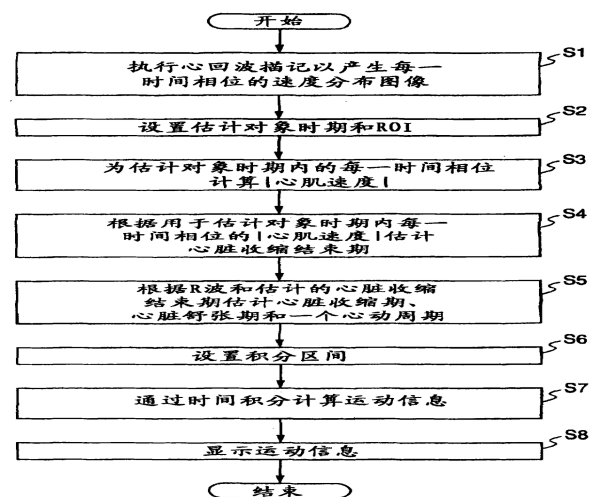 开始
S1
执行心回波描记以产生每一
时间相位的速度分布图像
S2
设置估计对象时期和ROI
S3
为估计对象时期内的每一时间相位
计算|心肌速度|
S4
根据用于估计对象时期内每一
时间相位的|心肌速度|估计
心脏收缩结束期
S5
根据R波和估计的心脏收缩
结束期估计心脏收缩期、
心脏舒张期和一个心动周期
S6
设置积分区间
S7
通过时间积分计算运动信息
S8
显示运动信息
结束